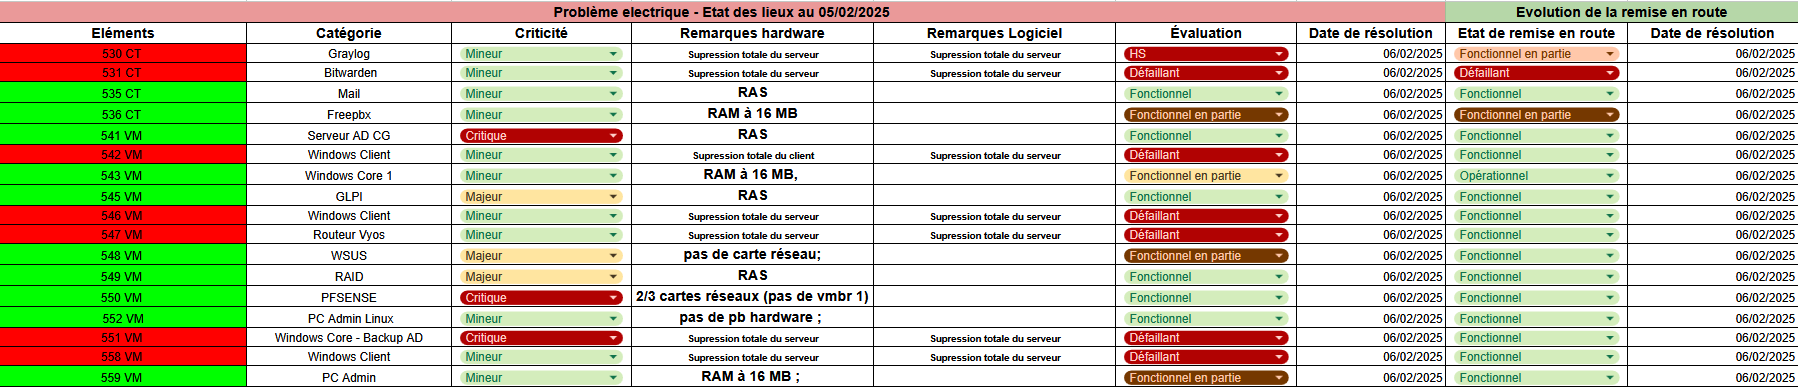 Problème electrique - Etat des lieux au 05/02/2025 Evolution de la remise en route
Eléments Catégorie Criticité Remarques hardware Remarques Logiciel Évaluation Date de résolution Etat de remise en route Date de résolution
530 CT Graylog Mineur Supression totale du serveur Supression totale du serveur HS 06/02/2025 Fonctionnel en partie 06/02/2025
531 CT Bitwarden Mineur Supression totale du serveur Supression totale du serveur Défaillant 06/02/2025 Défaillant 06/02/2025
535 CT Mail Mineur RAS Fonctionnel 06/02/2025 Fonctionnel 06/02/2025
536 CT Freepbx Mineur RAM à 16 MB Fonctionnel en partie 06/02/2025 Fonctionnel en partie 06/02/2025
541 VM Serveur AD CG Critique RAS Fonctionnel 06/02/2025 Fonctionnel 06/02/2025
542 VM Windows Client Mineur Supression totale du client Supression totale du serveur Défaillant 06/02/2025 Fonctionnel 06/02/2025
543 VM Windows Core 1 Mineur RAM à 16 MB, Fonctionnel en partie 06/02/2025 Opérationnel 06/02/2025
545 VM GLPI Majeur RAS Fonctionnel 06/02/2025 Fonctionnel 06/02/2025
546 VM Windows Client Mineur Supression totale du serveur Supression totale du serveur Défaillant 06/02/2025 Fonctionnel 06/02/2025
547 VM Routeur Vyos Mineur Supression totale du serveur Supression totale du serveur Défaillant 06/02/2025 Fonctionnel 06/02/2025
548 VM WSUS Majeur pas de carte réseau; Fonctionnel en partie 06/02/2025 Fonctionnel 06/02/2025
549 VM RAID Majeur RAS Fonctionnel 06/02/2025 Fonctionnel 06/02/2025
550 VM PFSENSE Critique 2/3 cartes réseaux (pas de vmbr 1) Fonctionnel 06/02/2025 Fonctionnel 06/02/2025
552 VM PC Admin Linux Mineur pas de pb hardware ; Fonctionnel 06/02/2025 Fonctionnel 06/02/2025
551 VM Windows Core - Backup AD Critique Supression totale du serveur Supression totale du serveur Défaillant 06/02/2025 Fonctionnel 06/02/2025
558 VM Windows Client Mineur Supression totale du serveur Supression totale du serveur Défaillant 06/02/2025 Fonctionnel 06/02/2025
559 VM PC Admin Mineur RAM à 16 MB ; Fonctionnel en partie 06/02/2025 Fonctionnel 06/02/2025